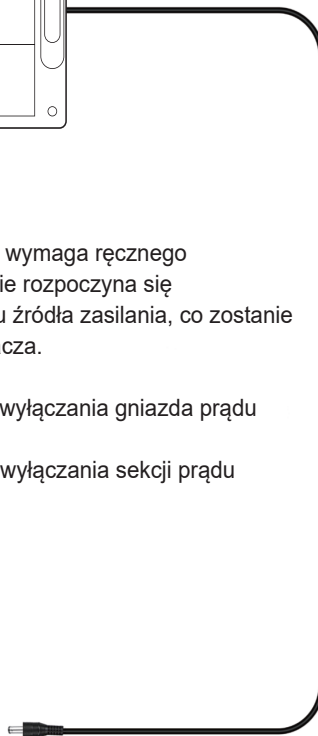 wymaga ręcznego
ie rozpoczyna się
u źródła zasilania, co zostanie
cza.
wyłączania gniazda prądu
wyłączania sekcji prądu